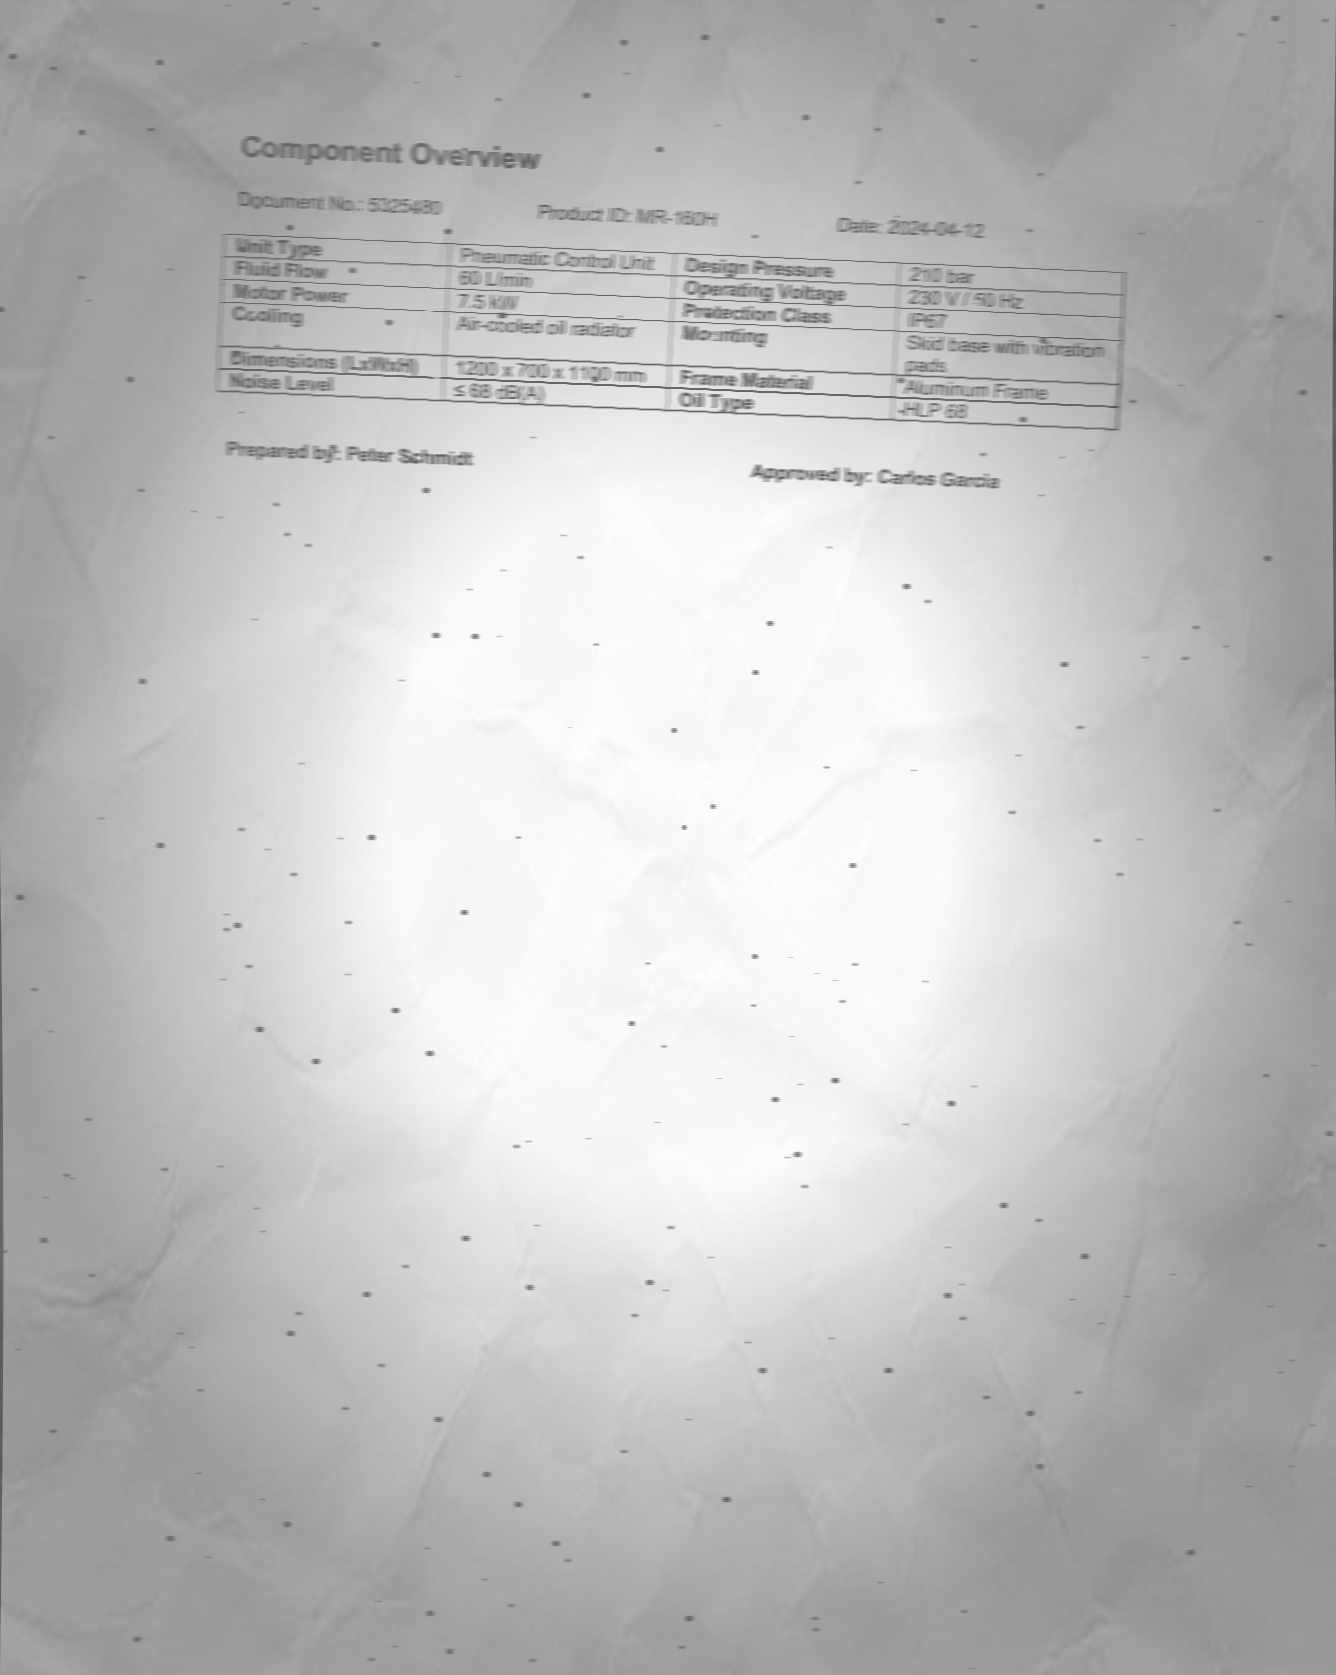 Component Overview
Document No.: 5325480 Product ID: MR-160H Date: 2024-04-12
Unit Type Pneumatic Control Unit Design Pressure 210 bar
Fluid Flow 60 L/min Operating Voltage 230 V / 50 Hz
Motor Power 7.5 kW Protection Class IP67
Cooling Air-cooled oil radiator Mounting Skid base with vibration
pads
Dimensions (LxWxH) 1200 x 700 x 1100 mm Frame Material Aluminum Frame
Noise Level ≤ 68 dB(A) Oil Type HLP 68
Prepared by: Peter Schmidt Approved by: Carlos Garcia